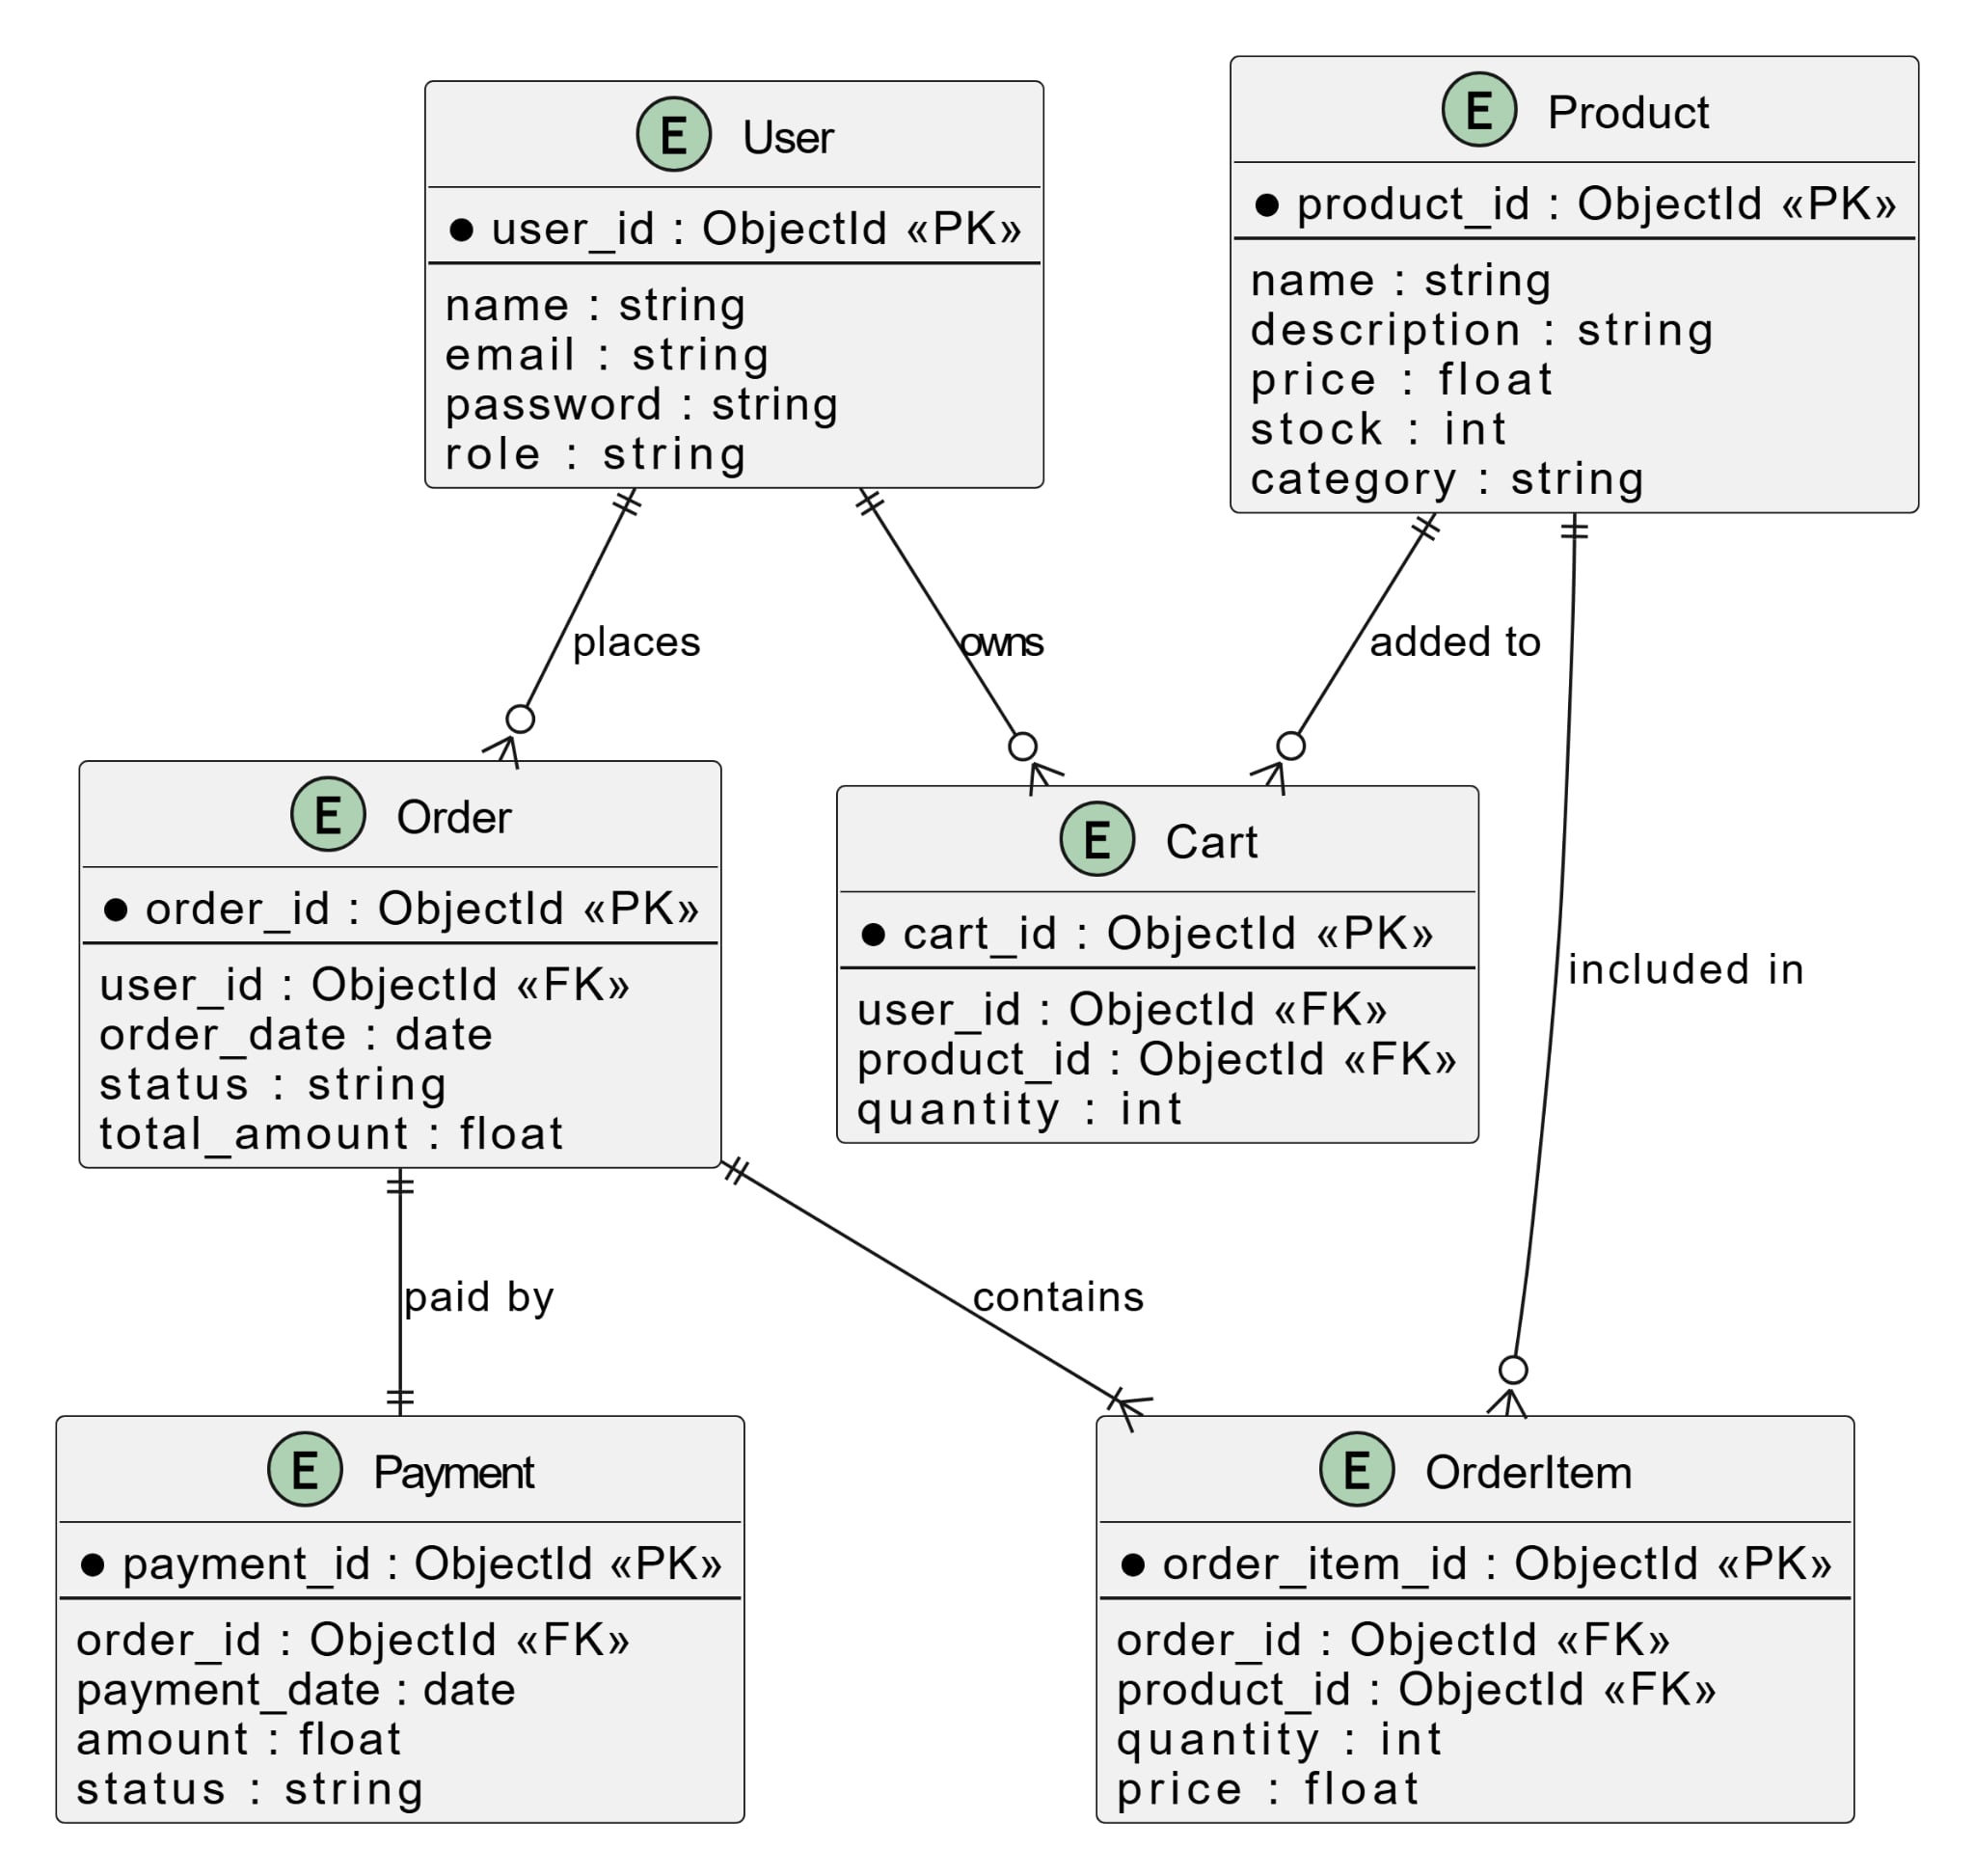 E User
● user_id : ObjectId «PK»
name : string
email : string
password : string
role : string
E Product
● product_id : ObjectId «PK»
name : string
description : string
price : float
stock : int
category : string
places
owns
added to
E Order
● order_id : ObjectId «PK»
user_id : ObjectId «FK»
order_date : date
status : string
total_amount : float
E Cart
● cart_id : ObjectId «PK»
user_id : ObjectId «FK»
product_id : ObjectId «FK»
quantity : int
included in
paid by
contains
E Payment
● payment_id : ObjectId «PK»
order_id : ObjectId «FK»
payment_date : date
amount : float
status : string
E OrderItem
● order_item_id : ObjectId «PK»
order_id : ObjectId «FK»
product_id : ObjectId «FK»
quantity : int
price : float